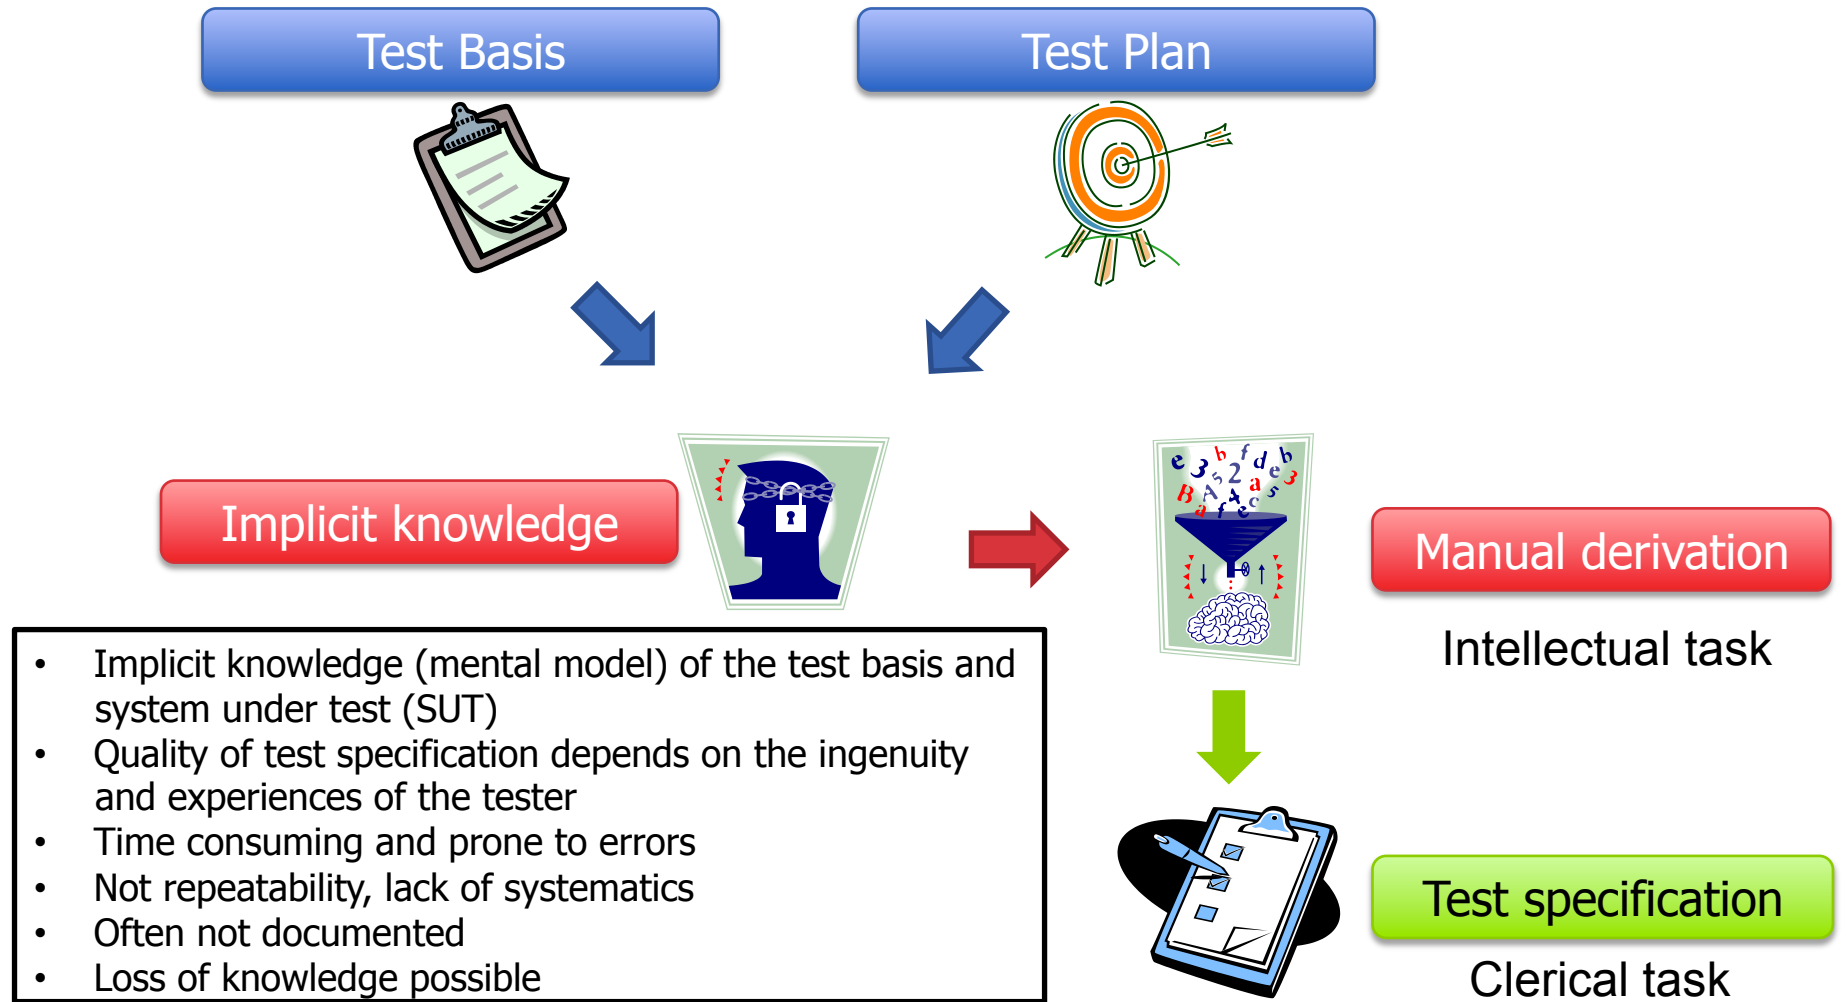 Test Basis
Test Plan
Implicit knowledge
Manual derivation
Intellectual task
• Implicit knowledge (mental model) of the test basis and
system under test (SUT)
• Quality of test specification depends on the ingenuity
and experiences of the tester
• Time consuming and prone to errors
• Not repeatability, lack of systematics
• Often not documented
• Loss of knowledge possible
Test specification
Clerical task